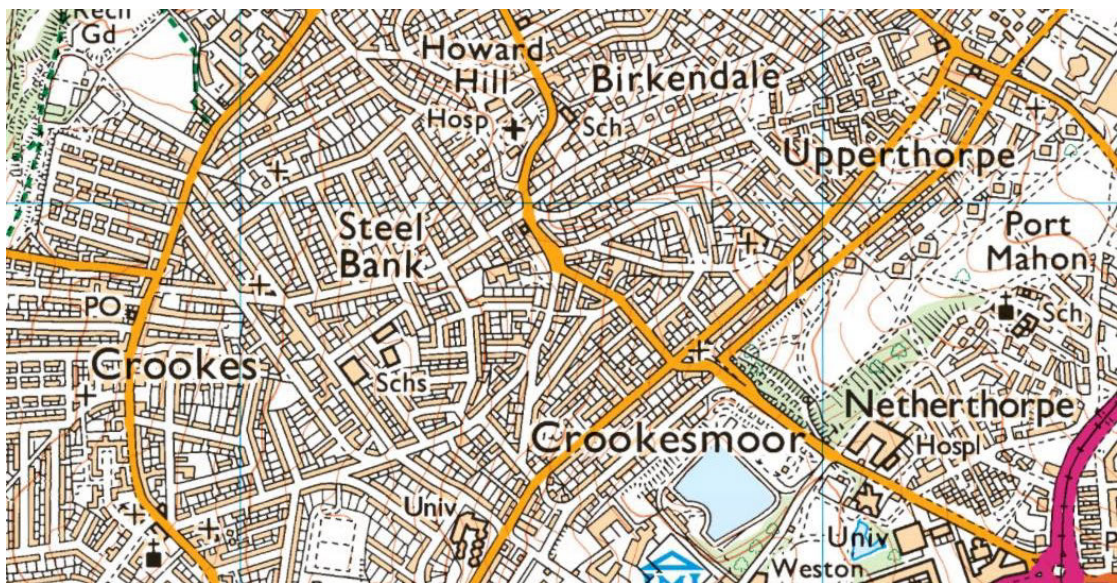 Gd
Howard
Hill
Birkendale
Hosp
Sch
Upperthorpe
Steel
Bank
Port
Mahon
PO
Sch
Crookes
Schs
Netherthorpe
Crookesmoor
Hospl
Univ
Univ
Weston